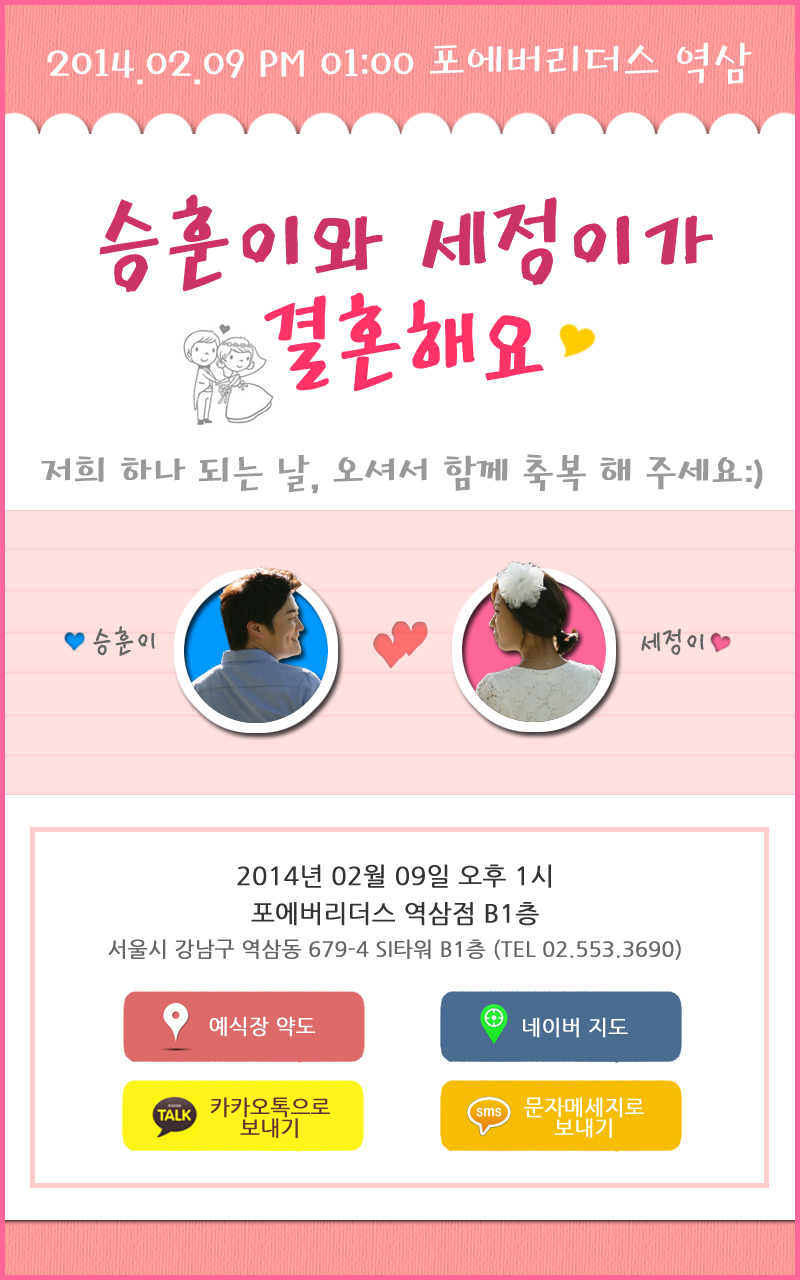 2014.02.09 PM 01:00 포에버리더스 역삼
승훈이와 세정이가
결혼해요
저희 하나 되는 날, 오셔서 함께 축복 해 주세요:)
승훈이
세정이
2014년 02월 09일 오후 1시
포에버리더스 역삼점 B1층
서울시 강남구 역삼동 679-4 SI타워 B1층 (TEL 02.553.3690)
예식장 약도
네이버 지도
TALK
카카오톡으로
보내기
sms
문자메세지로
보내기